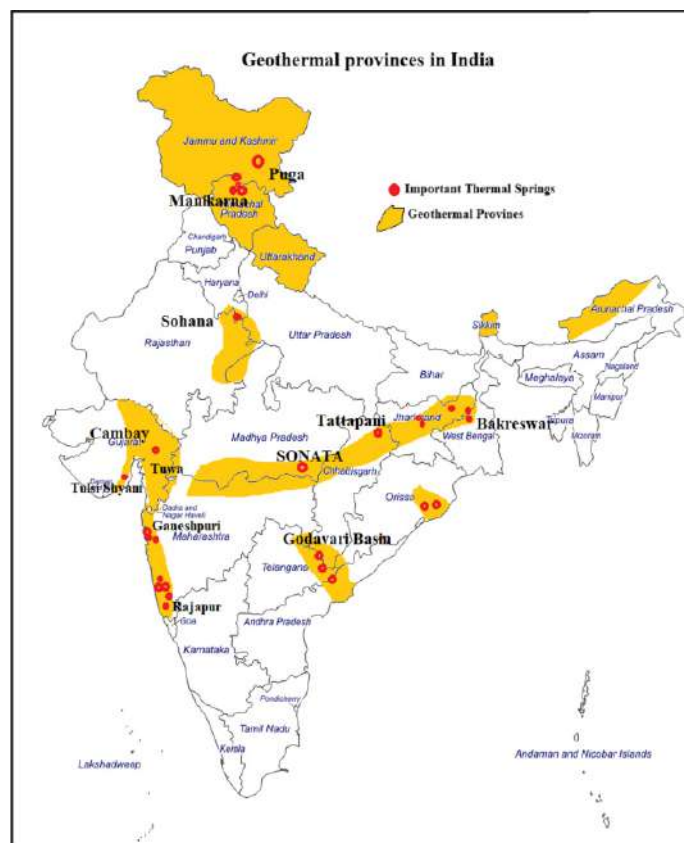 Geothermal provinces in India
Jammu and Kashmir
Puga
Important Thermal Springs
Manikarna
Pradesh
Geothermal Provines
Chandigarh
Punjab
Uttarakhand
Haryana
Delhi
Sohana
Rajasthan
Uttar Pradesh
Sikkim
Arunachal Pradesh
Assam
Nagaland
Bihar
Meghalaya
Manipur
Tripura
Mizoram
Cambay
Gujarat
Tattapani
Jharkhand
Bakreswar
West Bengal
Madhya Pradesh
SONATA
Chhattisgarh
Tuwa
Tulsi Shyam
Dadra and
Nagar Haveli
Orissa
Ganeshpuri
Maharashtra
Godavari Basin
Telangana
Rajapur
Goa
Andhra Pradesh
Karnataka
Pondicherry
Tamil Nadu
Kerala
Lakshadweep
Andaman and Nicobar Islands